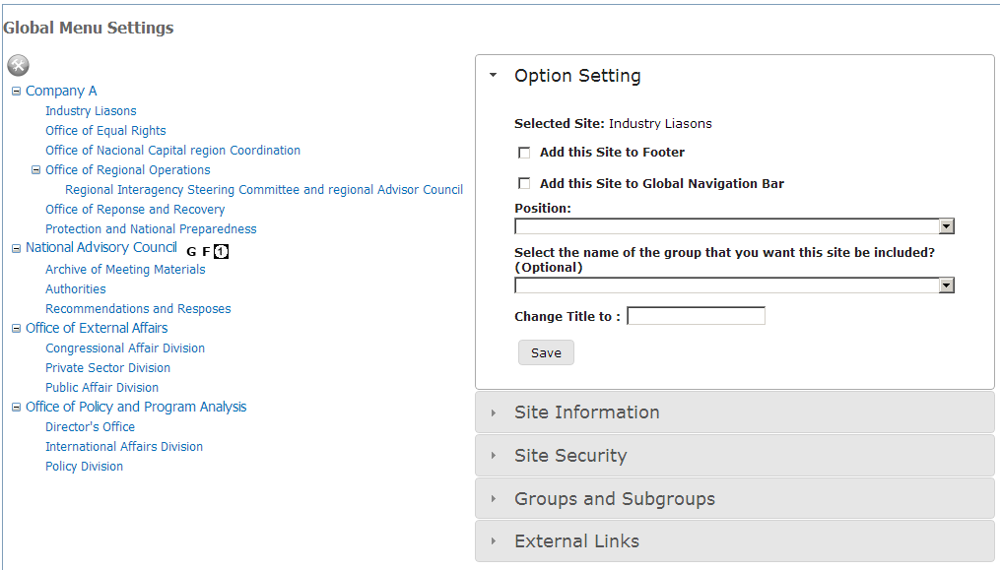 Global Menu Settings
Company A
Industry Liasons
Office of Equal Rights
Office of Nacional Capital region Coordination
Office of Regional Operations
Regional Interagency Steering Committee and regional Advisor Council
Office of Reponse and Recovery
Protection and National Preparedness
National Advisory Council G F 1
Archive of Meeting Materials
Authorities
Recommendations and Resposes
Office of External Affairs
Congressional Affair Division
Private Sector Division
Public Affair Division
Office of Policy and Program Analysis
Director's Office
International Affairs Division
Policy Division
Option Setting
Selected Site: Industry Liasons
Add this Site to Footer
Add this Site to Global Navigation Bar
Position:
Select the name of the group that you want this site be included?
(Optional)
Change Title to :
Save
Site Information
Site Security
Groups and Subgroups
External Links